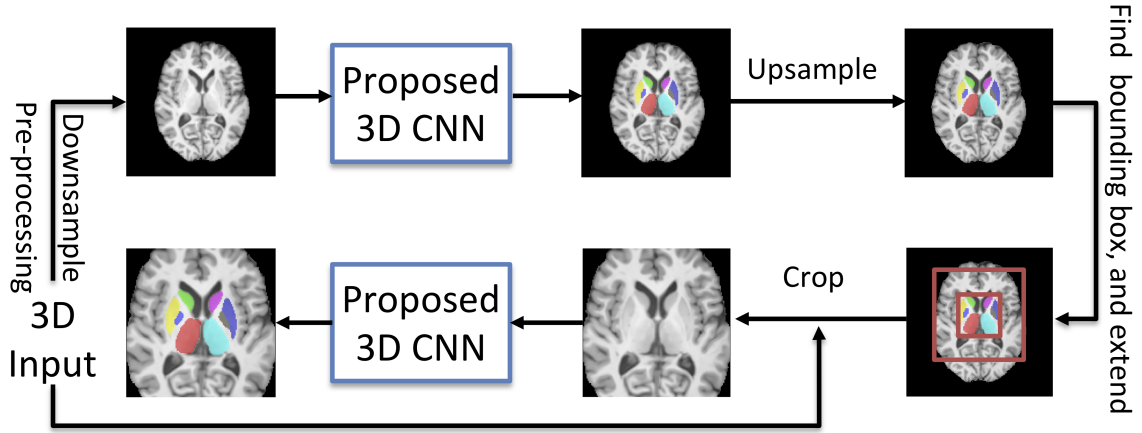 Pre-processing
Downsample
3D
Input
Proposed
3D CNN
Upsample
Find bounding box, and extend
Crop
Proposed
3D CNN